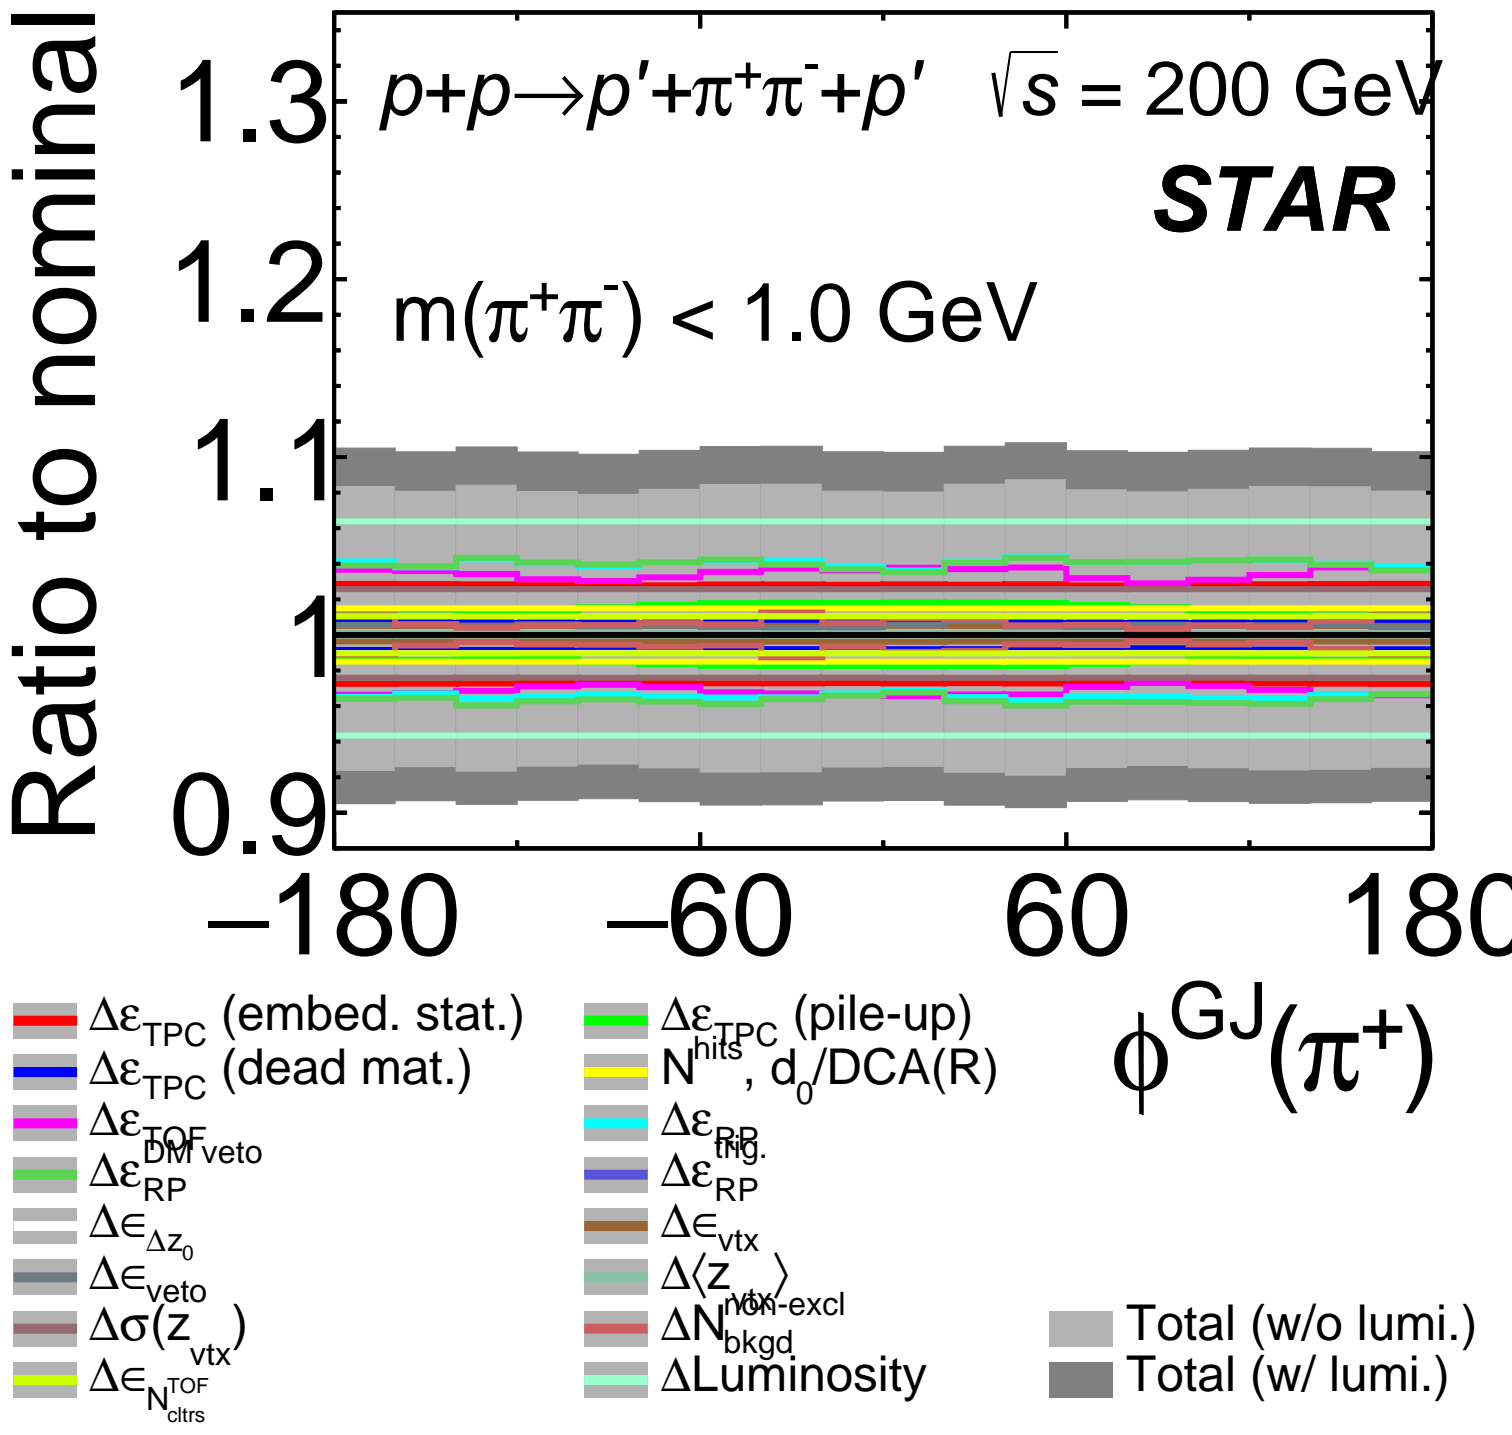 Ratio to nominal
1.3
1.2
1.1
1
0.9
p+p→p′+π⁺π⁻+p′ √s = 200 GeV
STAR
m(π⁺π⁻) < 1.0 GeV
−180 −60 60 180
ϕ^GJ(π⁺)
Δε_TPC (embed. stat.)
Δε_TPC (pile-up)
Δε_TPC (dead mat.)
N^hits, d_0/DCA(R)
Δε_TOF
Δε_RP
Δε_RP^DM veto
Δε_RP^trig.
Δ∈_Δz_0
Δ∈_vtx
Δ∈_veto
Δ⟨z_vtx⟩
Δσ(z_vtx)
ΔN_bkgd^non-excl
Total (w/o lumi.)
Δ∈_N_cltrs^TOF
ΔLuminosity
Total (w/ lumi.)